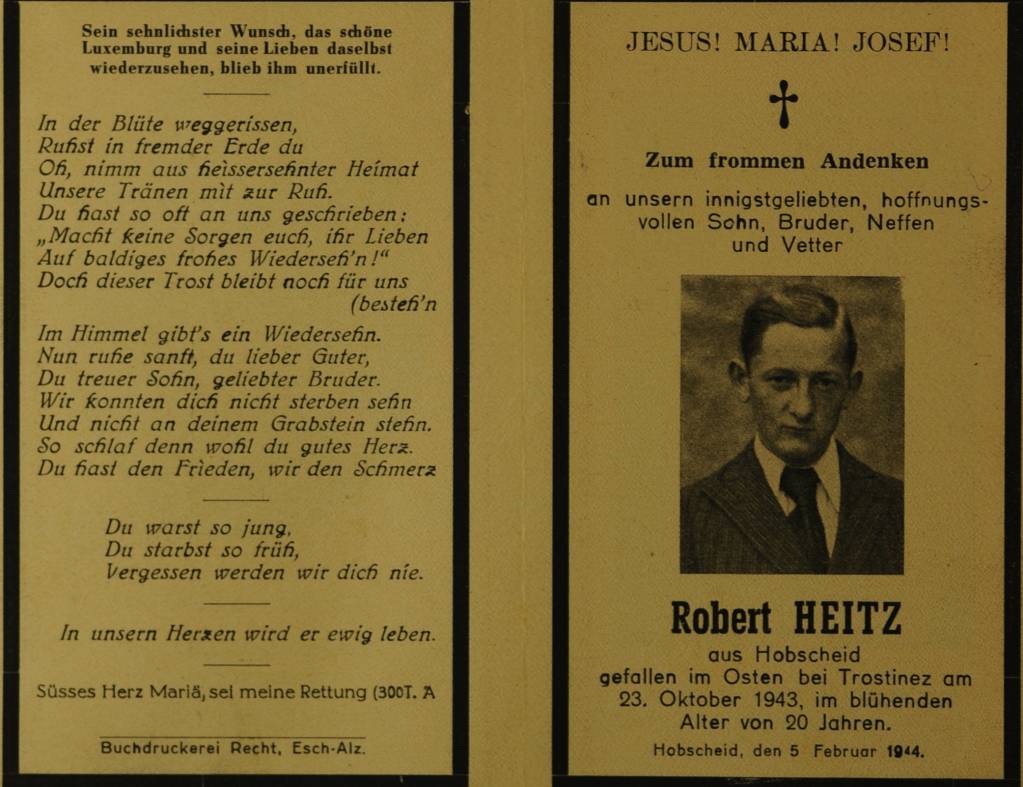 Sein sehnlichster Wunsch, das schöne
Luxemburg und seine Lieben daselbst
wiederzusehen, blieb ihm unerfüllt.
In der Blüte weggerissen,
Ruhst in fremder Erde du
Oh, nimm aus heissersehnter Heimat
Unsere Tränen mit zur Ruh.
Du hast so oft an uns geschrieben:
„Macht keine Sorgen euch, ihr Lieben
Auf baldiges frohes Wiederseh'n!“
Doch dieser Trost bleibt noch für uns
(besteh'n
Im Himmel gibt's ein Wiedersehn.
Nun ruhe sanft, du lieber Guter,
Du treuer Sohn, geliebter Bruder.
Wir konnten dich nicht sterben sehn
Und nicht an deinem Grabstein stehn.
So schlaf denn wohl du gutes Herz.
Du hast den Frieden, wir den Schmerz
Du warst so jung,
Du starbst so früh,
Vergessen werden wir dich nie.
In unsern Herzen wird er ewig leben.
Süsses Herz Mariä, sei meine Rettung (300T. A
Buchdruckerei Recht, Esch-Alz.
JESUS! MARIA! JOSEF!
Zum frommen Andenken
an unsern innigstgeliebten, hoffnungs-
vollen Sohn, Bruder, Neffen
und Vetter
Robert HEITZ
aus Hobscheid
gefallen im Osten bei Trostinez am
23. Oktober 1943, im blühenden
Alter von 20 Jahren.
Hobscheid, den 5 Februar 1944.